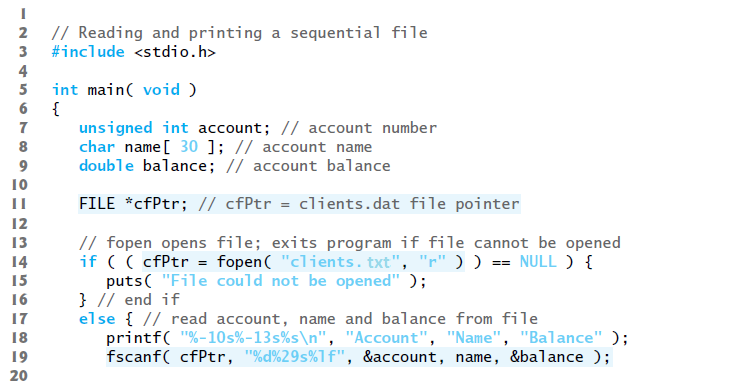 1
2 // Reading and printing a sequential file
3 #include <stdio.h>
4
5 int main( void )
6 {
7    unsigned int account; // account number
8    char name[ 30 ]; // account name
9    double balance; // account balance
10
11    FILE *cfPtr; // cfPtr = clients.dat file pointer
12
13    // fopen opens file; exits program if file cannot be opened
14    if ( ( cfPtr = fopen( "clients.txt", "r" ) ) == NULL ) {
15       puts( "File could not be opened" );
16    } // end if
17    else { // read account, name and balance from file
18       printf( "%-10s%-13s%s\n", "Account", "Name", "Balance" );
19       fscanf( cfPtr, "%d%29s%lf", &account, name, &balance );
20